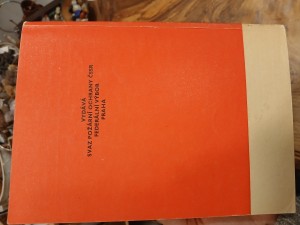 VYDÁVÁ
SVAZ POŽÁRNÍ OCHRANY ČSSR
FEDERÁLNÍ VÝBOR
PRAHA